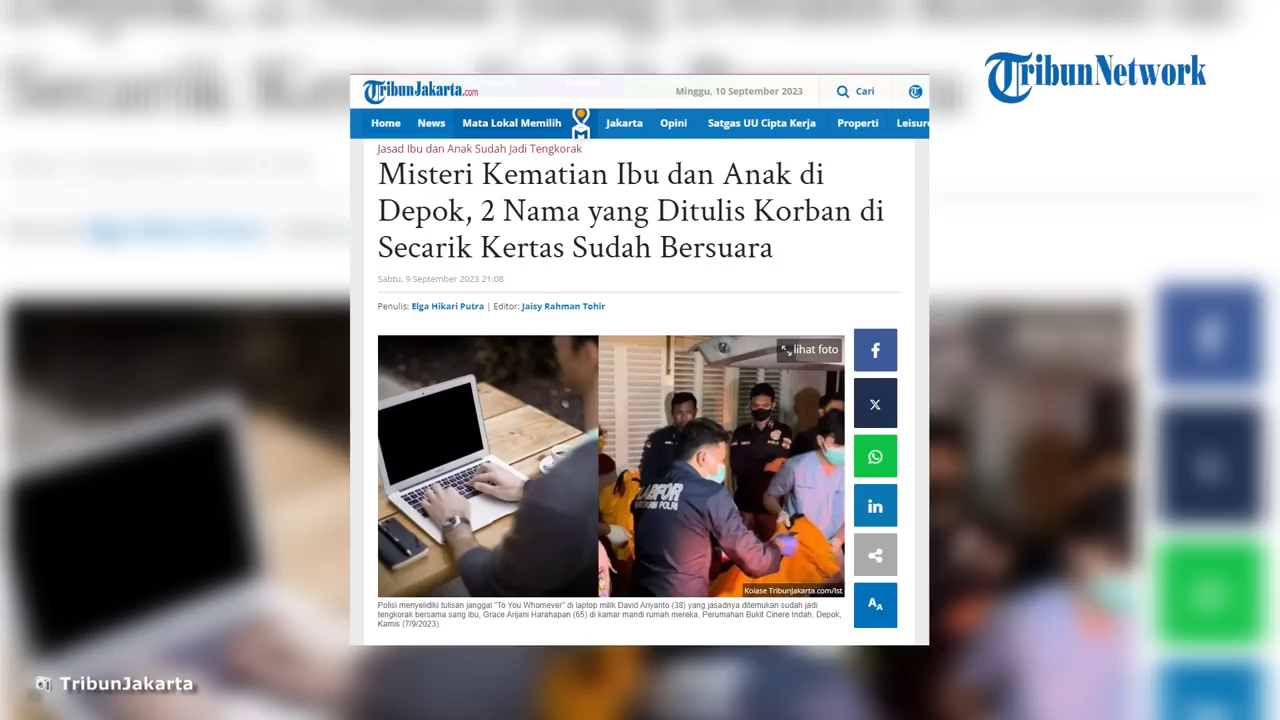 TribunNetwork
TribunJakarta.com
Minggu, 10 September 2023
Cari
Home News Mata Lokal Memilih Jakarta Opini Satgas UU Cipta Kerja Properti Leisure
Jasad Ibu dan Anak Sudah Jadi Tengkorak
Misteri Kematian Ibu dan Anak di
Depok, 2 Nama yang Ditulis Korban di
Secarik Kertas Sudah Bersuara
Sabtu, 9 September 2023 21:08
Penulis: Elga Hikari Putra | Editor: Jaisy Rahman Tohir
lihat foto
Kolase TribunJakarta.com/Ist
Polisi menyelidiki tulisan janggal "To You Whomever" di laptop milik David Ariyanto (38) yang jasadnya ditemukan sudah jadi
tengkorak bersama sang ibu, Grace Arijani Harahapan (65) di kamar mandi rumah mereka, Perumahan Bukit Cinere Indah, Depok,
Kamis (7/9/2023).
TribunJakarta